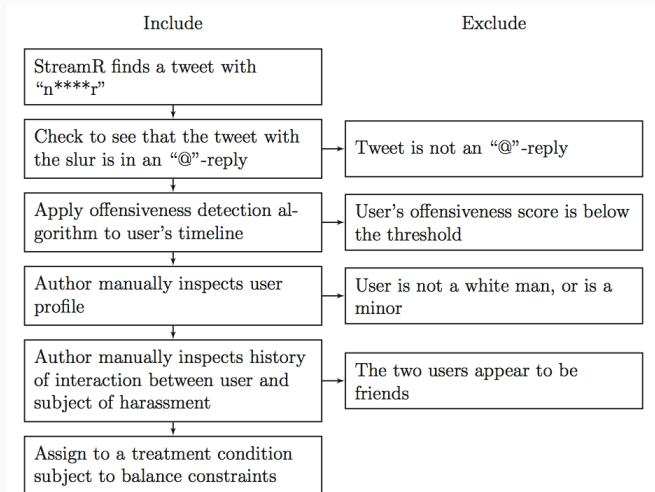 Include
Exclude
StreamR finds a tweet with
“n****r”
Check to see that the tweet with
the slur is in an “@”-reply
Tweet is not an “@”-reply
Apply offensiveness detection al-
gorithm to user’s timeline
User’s offensiveness score is below
the threshold
Author manually inspects user
profile
User is not a white man, or is a
minor
Author manually inspects history
of interaction between user and
subject of harassment
The two users appear to be
friends
Assign to a treatment condition
subject to balance constraints